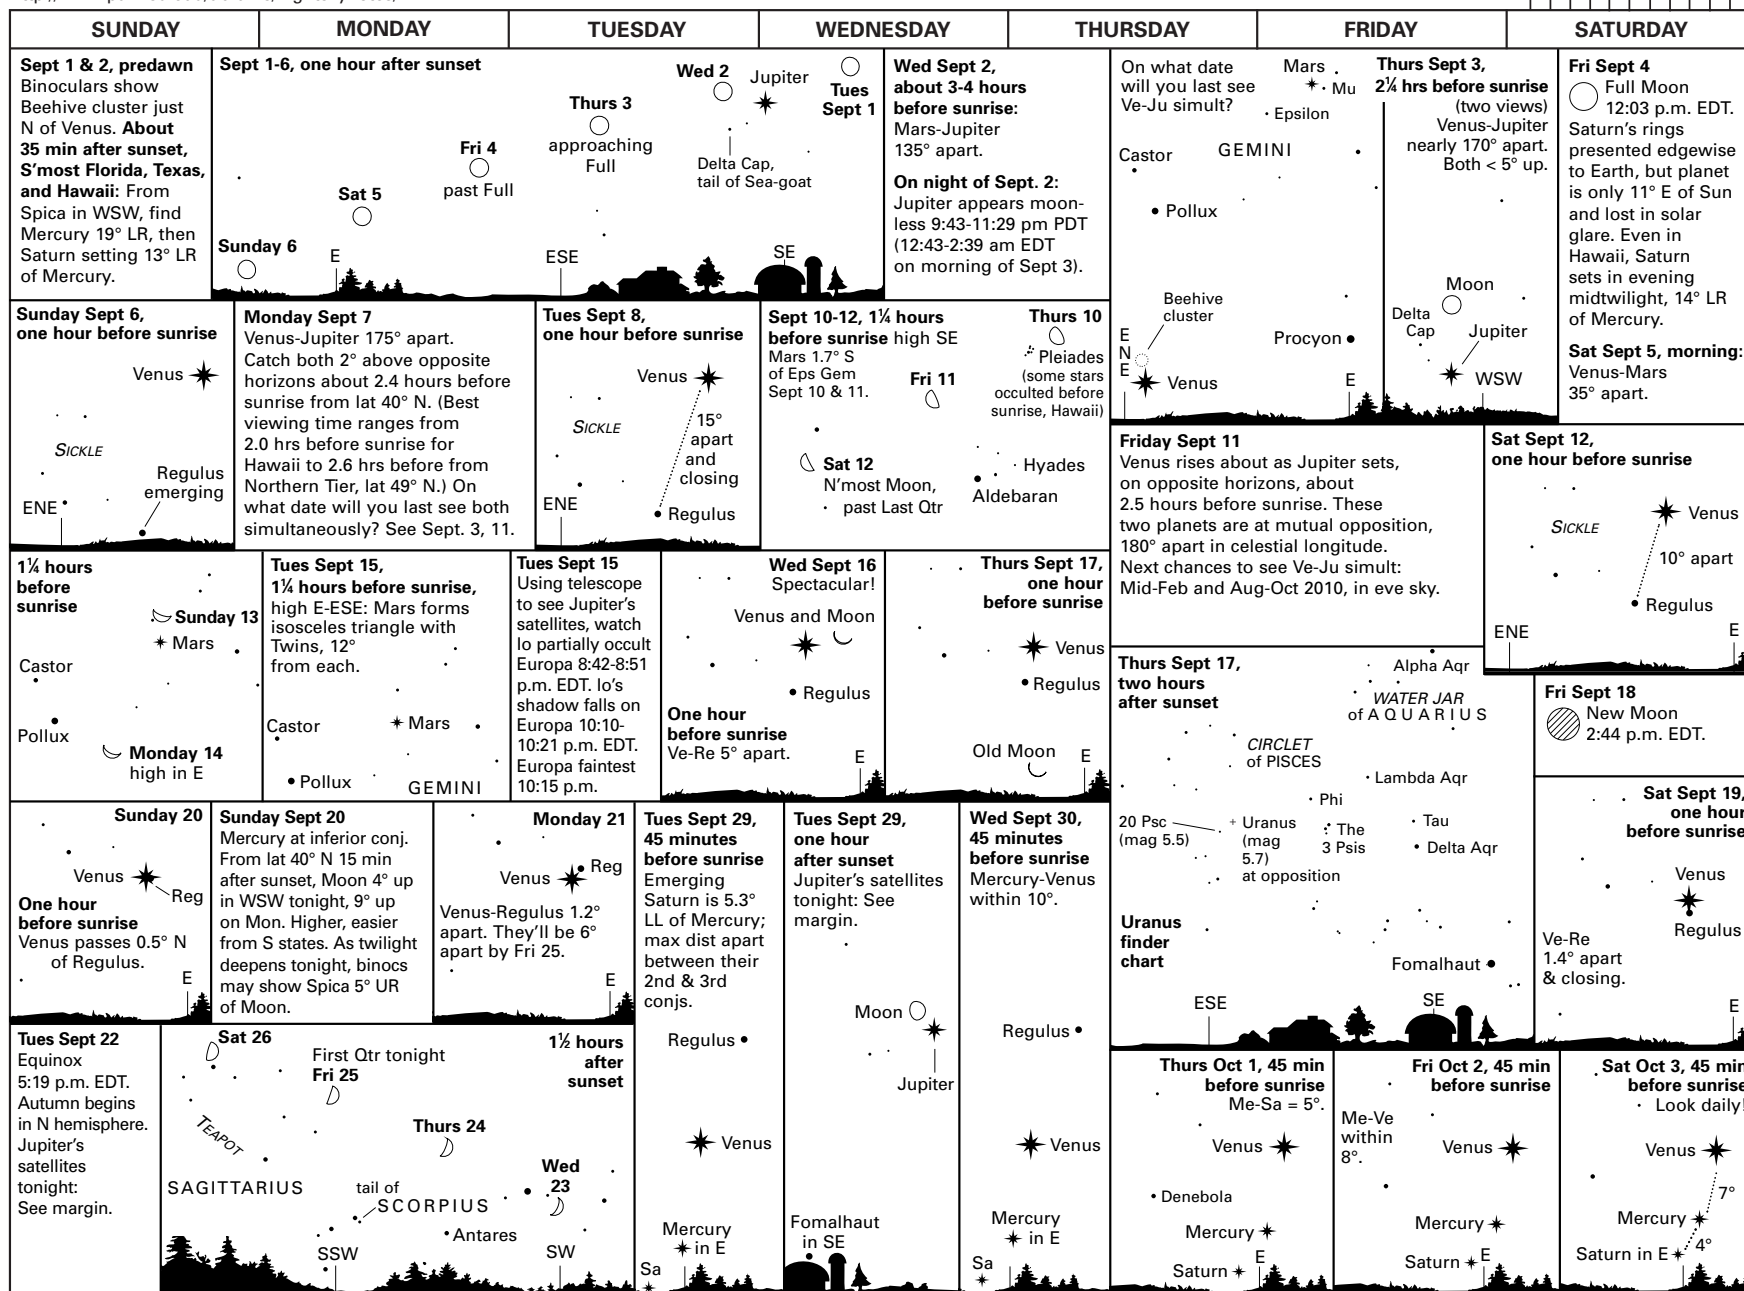 SUNDAY
MONDAY
TUESDAY
WEDNESDAY
THURSDAY
FRIDAY
SATURDAY
Sept 1 & 2, predawn
Binoculars show
Beehive cluster just
N of Venus. About
35 min after sunset,
S'most Florida, Texas,
and Hawaii: From
Spica in WSW, find
Mercury 19° LR, then
Saturn setting 13° LR
of Mercury.
Sept 1-6, one hour after sunset
Wed 2
Jupiter
Tues
Sept 1
Thurs 3
approaching
Full
Delta Cap,
tail of Sea-goat
Fri 4
past Full
Sat 5
Sunday 6
E
ESE
SE
Wed Sept 2,
about 3-4 hours
before sunrise:
Mars-Jupiter
135° apart.
On night of Sept. 2:
Jupiter appears moon-
less 9:43-11:29 pm PDT
(12:43-2:39 am EDT
on morning of Sept 3).
On what date
will you last see
Ve-Ju simult?
Mars
Mu
Epsilon
Castor
GEMINI
Pollux
Beehive
cluster
E
N
E
Venus
Procyon
E
Thurs Sept 3,
2¼ hrs before sunrise
(two views)
Venus-Jupiter
nearly 170° apart.
Both < 5° up.
Moon
Delta
Cap
Jupiter
WSW
Fri Sept 4
Full Moon
12:03 p.m. EDT.
Saturn's rings
presented edgewise
to Earth, but planet
is only 11° E of Sun
and lost in solar
glare. Even in
Hawaii, Saturn
sets in evening
midtwilight, 14° LR
of Mercury.
Sat Sept 5, morning:
Venus-Mars
35° apart.
Sunday Sept 6,
one hour before sunrise
Venus
SICKLE
Regulus
emerging
ENE
Monday Sept 7
Venus-Jupiter 175° apart.
Catch both 2° above opposite
horizons about 2.4 hours before
sunrise from lat 40° N. (Best
viewing time ranges from
2.0 hrs before sunrise for
Hawaii to 2.6 hrs before from
Northern Tier, lat 49° N.) On
what date will you last see both
simultaneously? See Sept. 3, 11.
Tues Sept 8,
one hour before sunrise
Venus
15°
apart
and
closing
SICKLE
ENE
Regulus
Sept 10-12, 1¼ hours
before sunrise high SE
Mars 1.7° S
of Eps Gem
Sept 10 & 11.
Thurs 10
Pleiades
(some stars
occulted before
sunrise, Hawaii)
Fri 11
Sat 12
N'most Moon,
past Last Qtr
Hyades
Aldebaran
Friday Sept 11
Venus rises about as Jupiter sets,
on opposite horizons, about
2.5 hours before sunrise. These
two planets are at mutual opposition,
180° apart in celestial longitude.
Next chances to see Ve-Ju simult:
Mid-Feb and Aug-Oct 2010, in eve sky.
Sat Sept 12,
one hour before sunrise
Venus
SICKLE
10° apart
Regulus
ENE
E
1¼ hours
before
sunrise
Sunday 13
Mars
Castor
Pollux
Monday 14
high in E
Tues Sept 15,
1¼ hours before sunrise,
high E-ESE: Mars forms
isosceles triangle with
Twins, 12°
from each.
Castor
Mars
Pollux
GEMINI
Tues Sept 15
Using telescope
to see Jupiter's
satellites, watch
Io partially occult
Europa 8:42-8:51
p.m. EDT. Io's
shadow falls on
Europa 10:10-
10:21 p.m. EDT.
Europa faintest
10:15 p.m.
Wed Sept 16
Spectacular!
Venus and Moon
Regulus
One hour
before sunrise
Ve-Re 5° apart.
E
Thurs Sept 17,
one hour
before sunrise
Venus
Regulus
Old Moon
E
Thurs Sept 17,
two hours
after sunset
Alpha Aqr
WATER JAR
of AQUARIUS
CIRCLET
of PISCES
Lambda Aqr
Phi
20 Psc
(mag 5.5)
Uranus
(mag
5.7)
at opposition
The
3 Psis
Tau
Delta Aqr
Uranus
finder
chart
Fomalhaut
ESE
SE
Fri Sept 18
New Moon
2:44 p.m. EDT.
Sat Sept 19,
one hour
before sunrise
Venus
Regulus
Ve-Re
1.4° apart
& closing.
E
Sunday 20
Venus
Reg
One hour
before sunrise
Venus passes 0.5° N
of Regulus.
E
Sunday Sept 20
Mercury at inferior conj.
From lat 40° N 15 min
after sunset, Moon 4° up
in WSW tonight, 9° up
on Mon. Higher, easier
from S states. As twilight
deepens tonight, binocs
may show Spica 5° UR
of Moon.
Monday 21
Reg
Venus
Venus-Regulus 1.2°
apart. They'll be 6°
apart by Fri 25.
E
Tues Sept 29,
45 minutes
before sunrise
Emerging
Saturn is 5.3°
LL of Mercury;
max dist apart
between their
2nd & 3rd
conjs.
Regulus
Venus
Mercury
in E
Sa
Tues Sept 29,
one hour
after sunset
Jupiter's satellites
tonight: See
margin.
Moon
Jupiter
Fomalhaut
in SE
Wed Sept 30,
45 minutes
before sunrise
Mercury-Venus
within 10°.
Regulus
Venus
Mercury
in E
Sa
Tues Sept 22
Equinox
5:19 p.m. EDT.
Autumn begins
in N hemisphere.
Jupiter's
satellites
tonight:
See margin.
Sat 26
First Qtr tonight
Fri 25
1½ hours
after
sunset
Thurs 24
Wed
23
TEAPOT
SAGITTARIUS
tail of
SCORPIUS
Antares
SSW
SW
Thurs Oct 1, 45 min
before sunrise
Me-Sa = 5°.
Venus
Denebola
Mercury
Saturn
E
Fri Oct 2, 45 min
before sunrise
Me-Ve
within
8°.
Venus
Mercury
Saturn
E
Sat Oct 3, 45 min
before sunrise
Look daily!
Venus
7°
Mercury
4°
Saturn in E